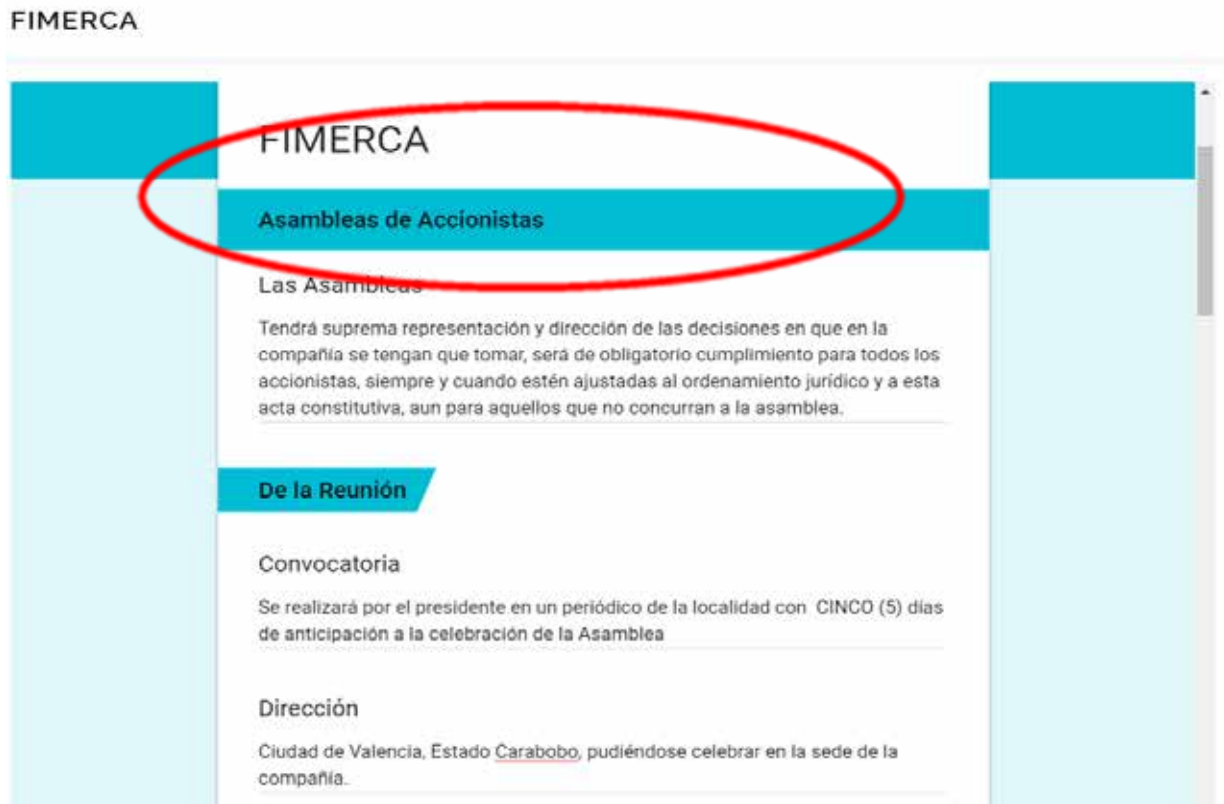 FIMERCA
FIMERCA
Asambleas de Accionistas
Las Asambleas
Tendrá suprema representación y dirección de las decisiones en que en la
compañía se tengan que tomar, será de obligatorio cumplimiento para todos los
accionistas, siempre y cuando estén ajustadas al ordenamiento jurídico y a esta
acta constitutiva, aun para aquellos que no concurran a la asamblea.
De la Reunión
Convocatoria
Se realizará por el presidente en un periódico de la localidad con CINCO (5) días
de anticipación a la celebración de la Asamblea
Dirección
Ciudad de Valencia, Estado Carabobo, pudiéndose celebrar en la sede de la
compañía.